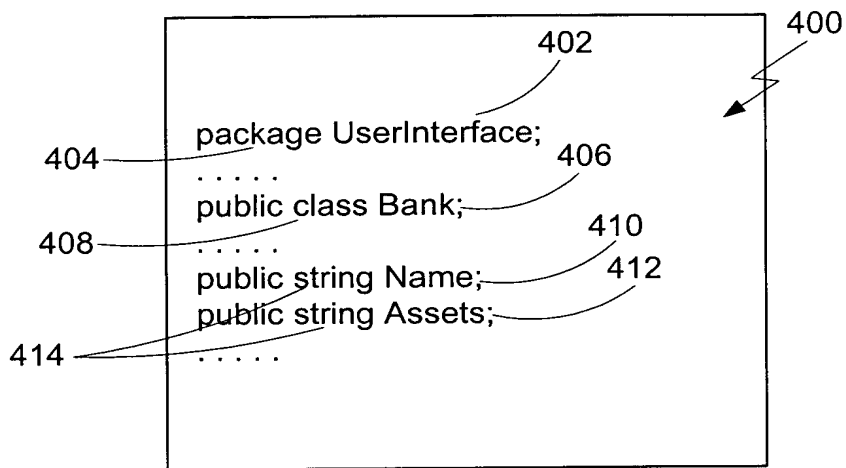 402
400
package UserInterface;
404
. . . . .
406
public class Bank;
408
. . . . .
410
public string Name;
412
public string Assets;
414
. . . . .